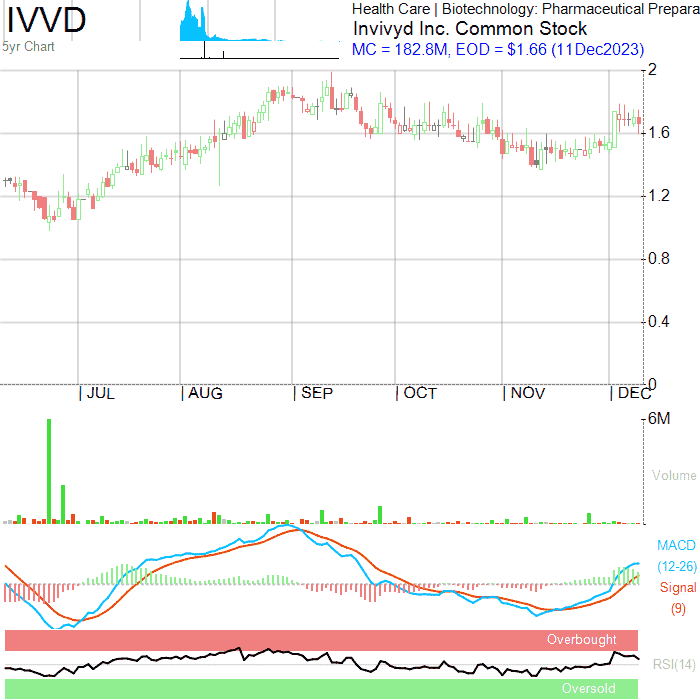 IVVD
5yr Chart
Health Care | Biotechnology: Pharmaceutical Prepara
Invivyd Inc. Common Stock
MC = 182.8M, EOD = $1.66 (11Dec2023)
2
1.6
1.2
0.8
0.4
0
JUL
AUG
SEP
OCT
NOV
DEC
6M
Volume
MACD
(12-26)
Signal
(9)
Overbought
RSI(14)
Oversold